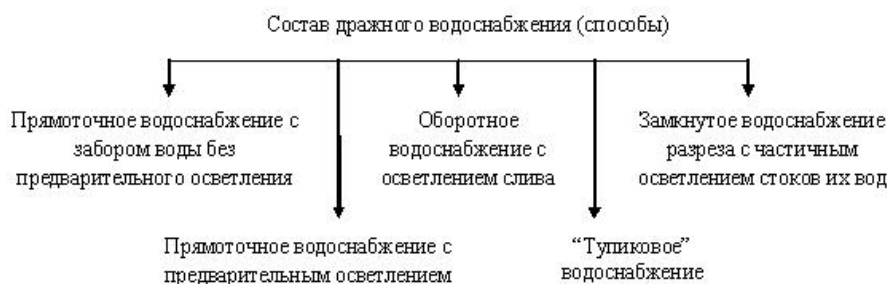 Состав дражного водоснабжения (способы)
Прямоточное водоснабжение с
забором воды без
предварительного осветления
Оборотное
водоснабжение с
осветлением слива
Замкнутое водоснабжение
разреза с частичным
осветлением стоков их вод
Прямоточное водоснабжение с
предварительным осветлением
“Тупиковое”
водоснабжение